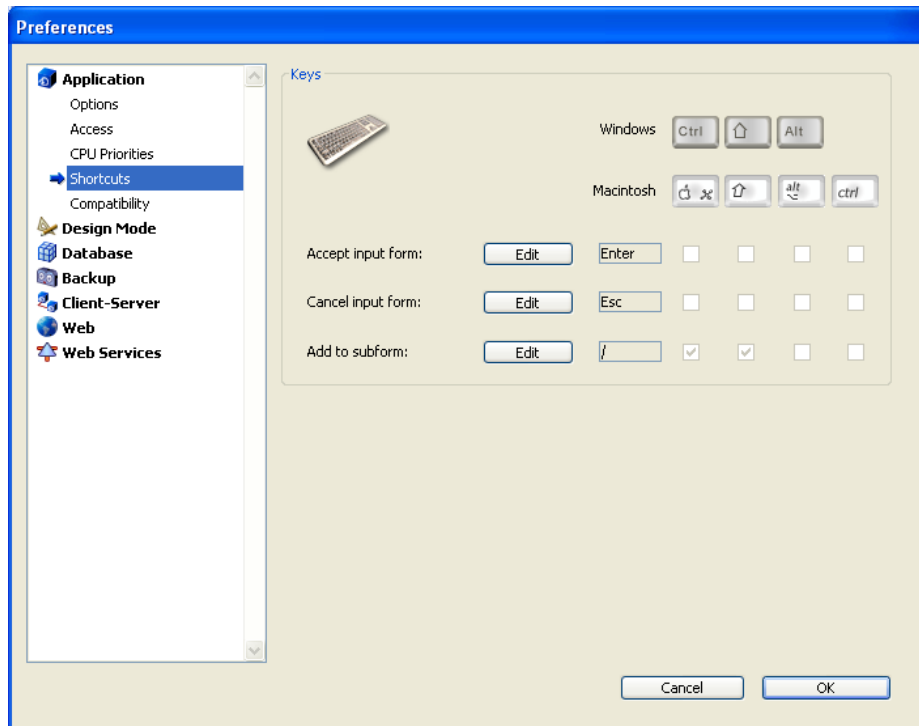 Preferences
Application
Options
Access
CPU Priorities
Shortcuts
Compatibility
Design Mode
Database
Backup
Client-Server
Web
Web Services
Keys
Windows Ctrl Alt
Macintosh alt ctrl
Accept input form: Edit Enter
Cancel input form: Edit Esc
Add to subform: Edit /
Cancel OK